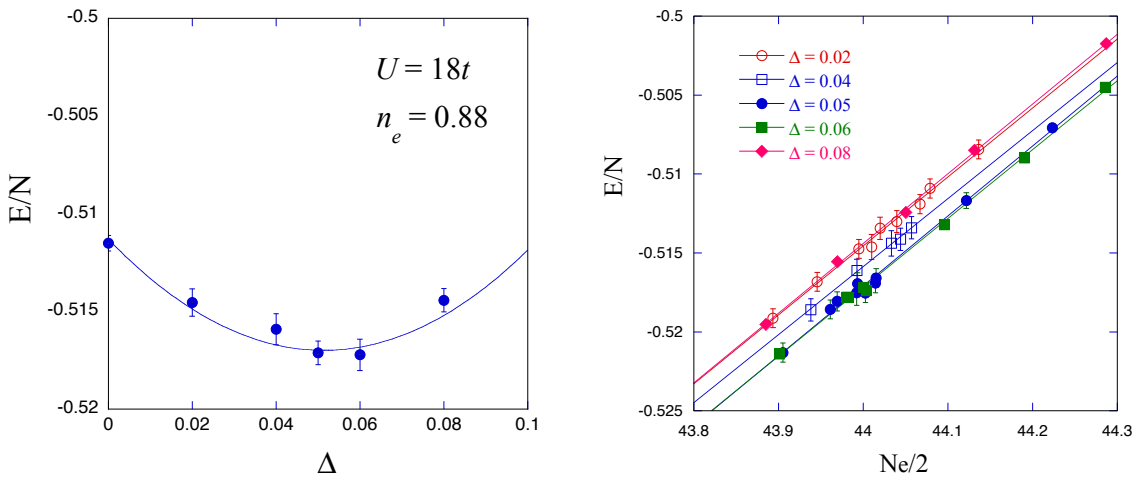 -0.5
U = 18t
n_e = 0.88
-0.505
E/N
-0.51
-0.515
-0.52
0 0.02 0.04 0.06 0.08 0.1
Δ
-0.5
Δ = 0.02
Δ = 0.04
Δ = 0.05
Δ = 0.06
Δ = 0.08
-0.505
E/N
-0.51
-0.515
-0.52
-0.525
43.8 43.9 44 44.1 44.2 44.3
Ne/2